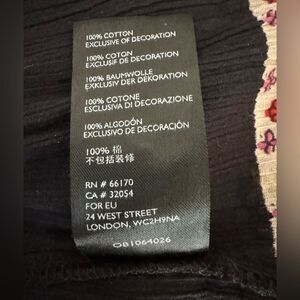 100% COTTON
EXCLUSIVE OF DECORATION
100% COTON
EXCLUSIF DE DECORATION
100% BAUMWOLLE
EXKLUSIV DER DEKORATION
100% COTONE
ESCLUSIVA DI DECORAZIONE
100% ALGODÓN
EXCLUSIVO DE DECORACIÓN
100% 棉
不包括装修
RN # 66170
CA # 32054
FOR EU
24 WEST STREET
LONDON, WC2H9NA
OB1064026